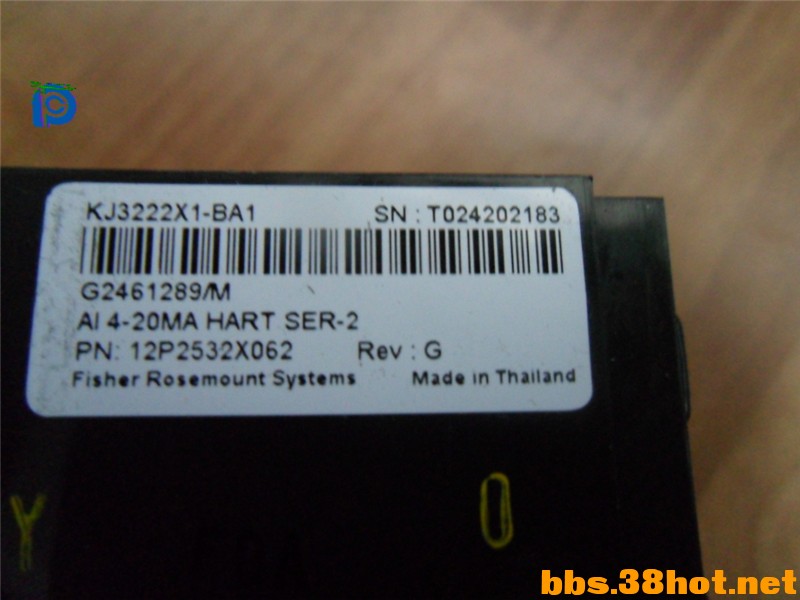 KJ3222X1-BA1 SN : T024202183
G2461289/M
AI 4-20MA HART SER-2
PN: 12P2532X062 Rev : G
Fisher Rosemount Systems Made in Thailand
Y 0
bbs.38hot.net